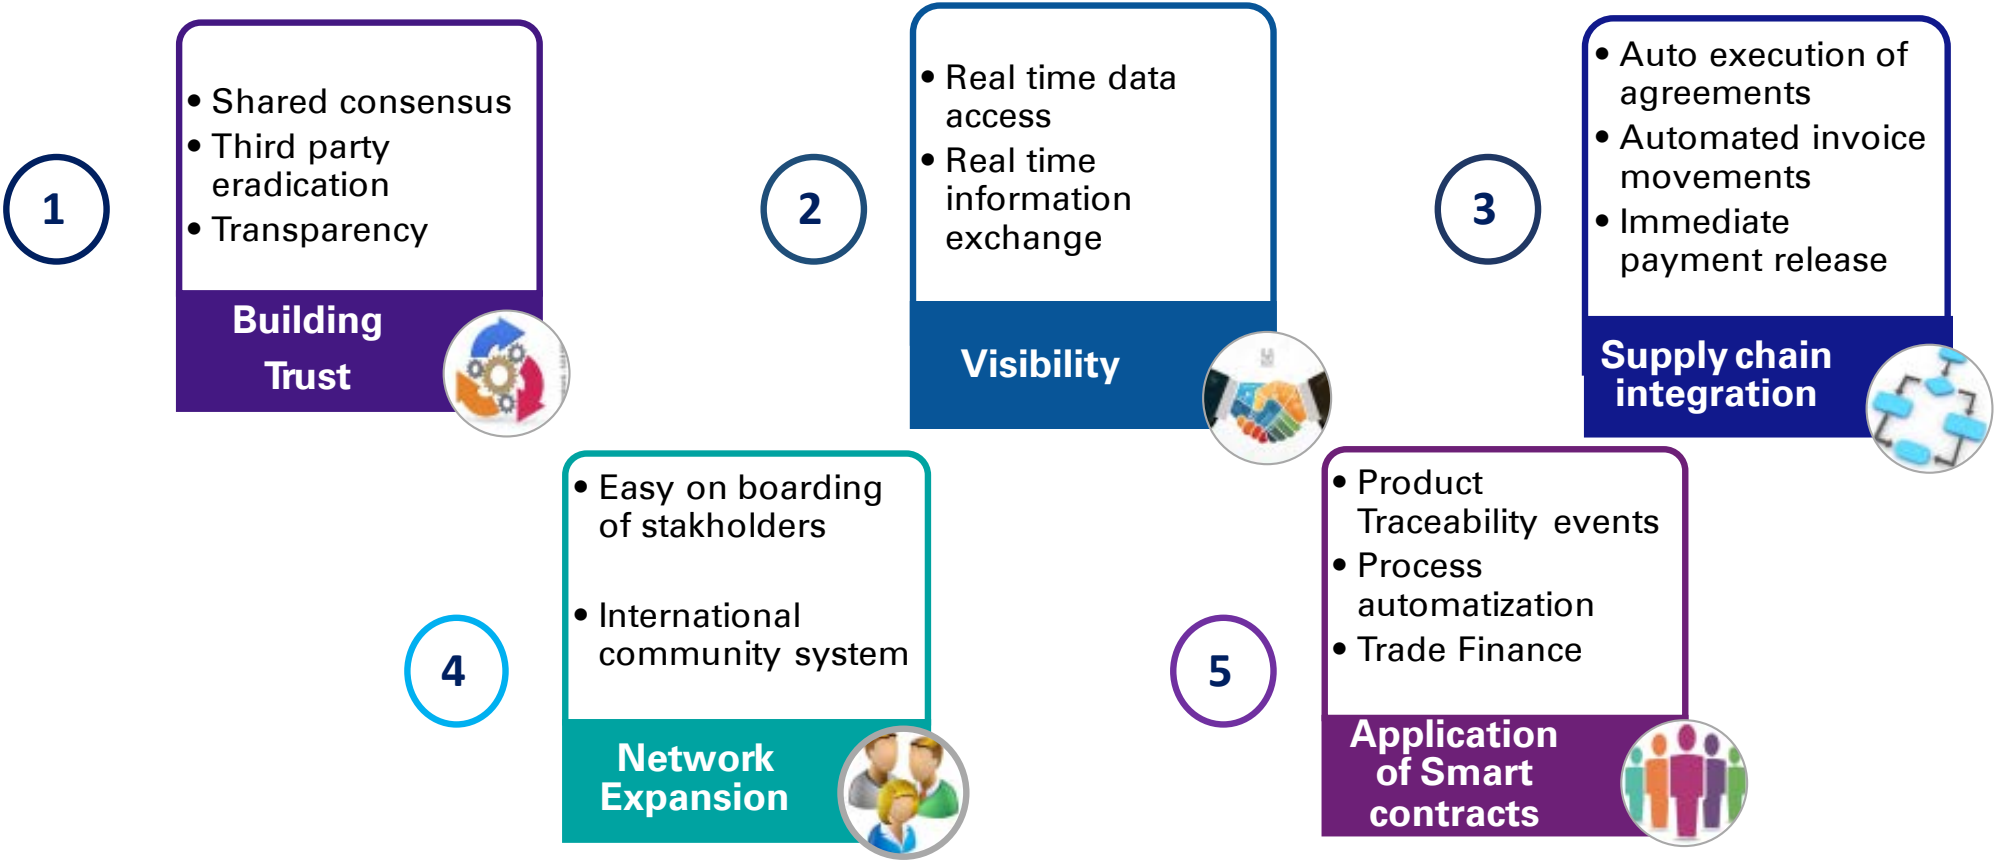 1
• Shared consensus
• Third party
eradication
• Transparency
Building
Trust
2
• Real time data
access
• Real time
information
exchange
Visibility
3
• Auto execution of
agreements
• Automated invoice
movements
• Immediate
payment release
Supply chain
integration
4
• Easy on boarding
of stakholders
• International
community system
Network
Expansion
5
• Product
Traceability events
• Process
automatization
• Trade Finance
Application
of Smart
contracts